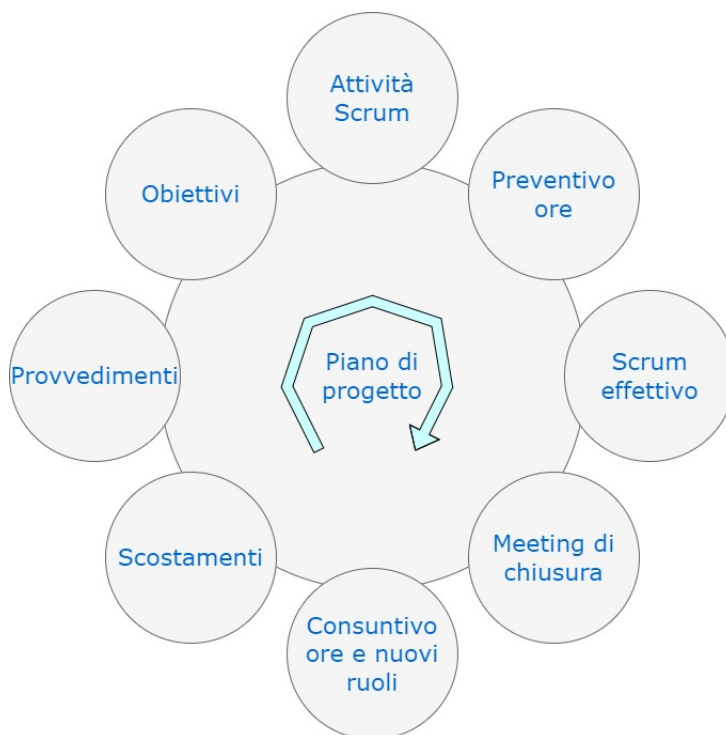 Attività
Scrum
Preventivo
ore
Scrum
effettivo
Meeting di
chiusura
Consuntivo
ore e nuovi
ruoli
Scostamenti
Provvedimenti
Obiettivi
Piano di
progetto